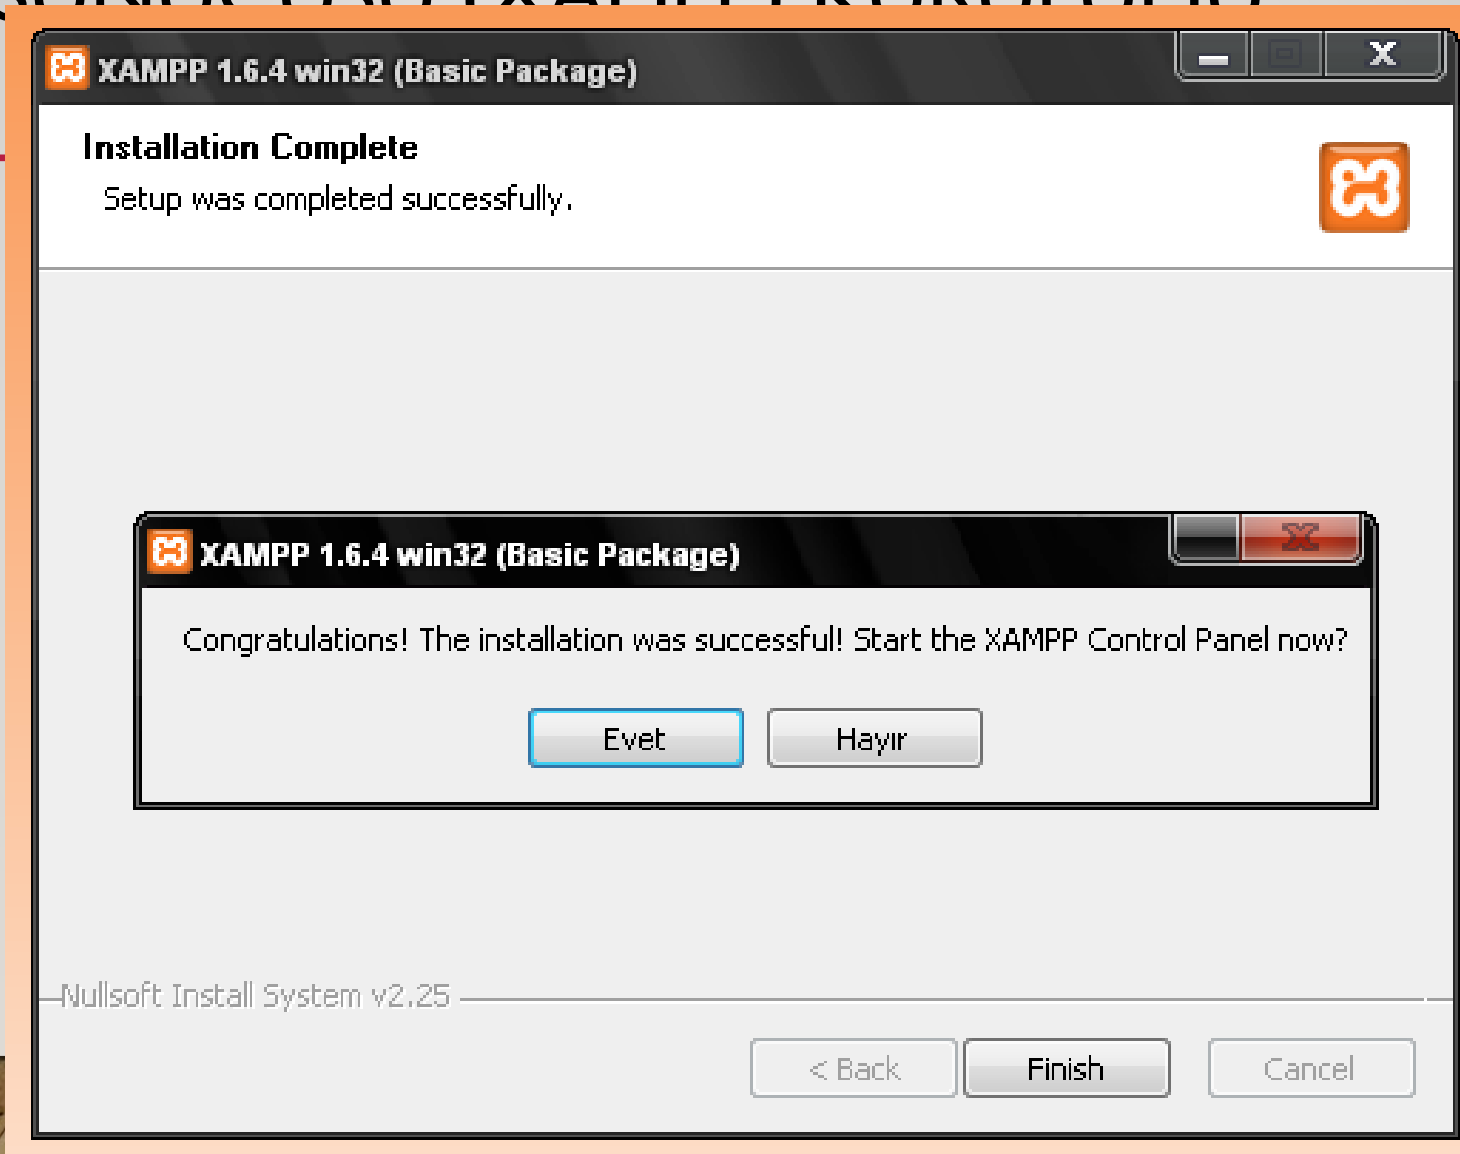 XAMPP 1.6.4 win32 (Basic Package)
Installation Complete
Setup was completed successfully.
XAMPP 1.6.4 win32 (Basic Package)
Congratulations! The installation was successful! Start the XAMPP Control Panel now?
Evet
Hayır
Nullsoft Install System v2.25
< Back
Finish
Cancel